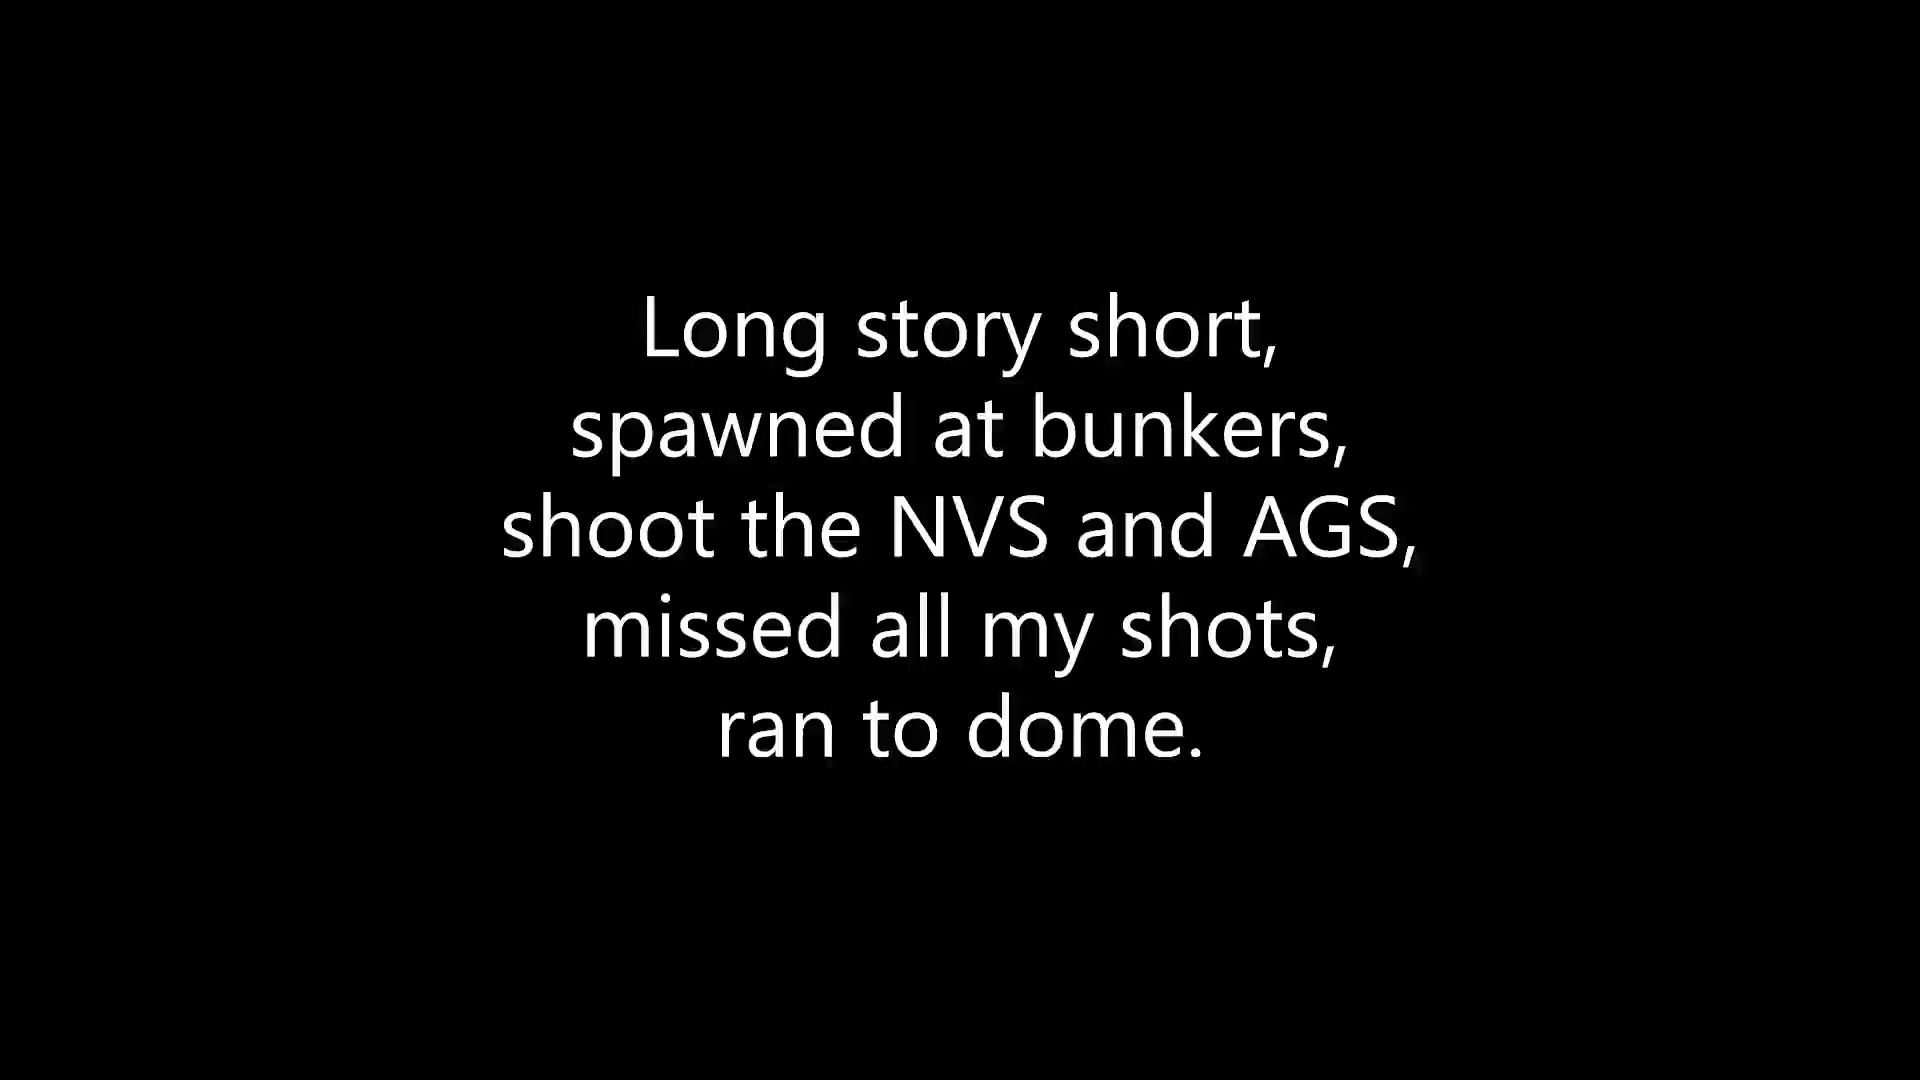 Long story short,
spawned at bunkers,
shoot the NVS and AGS,
missed all my shots,
ran to dome.